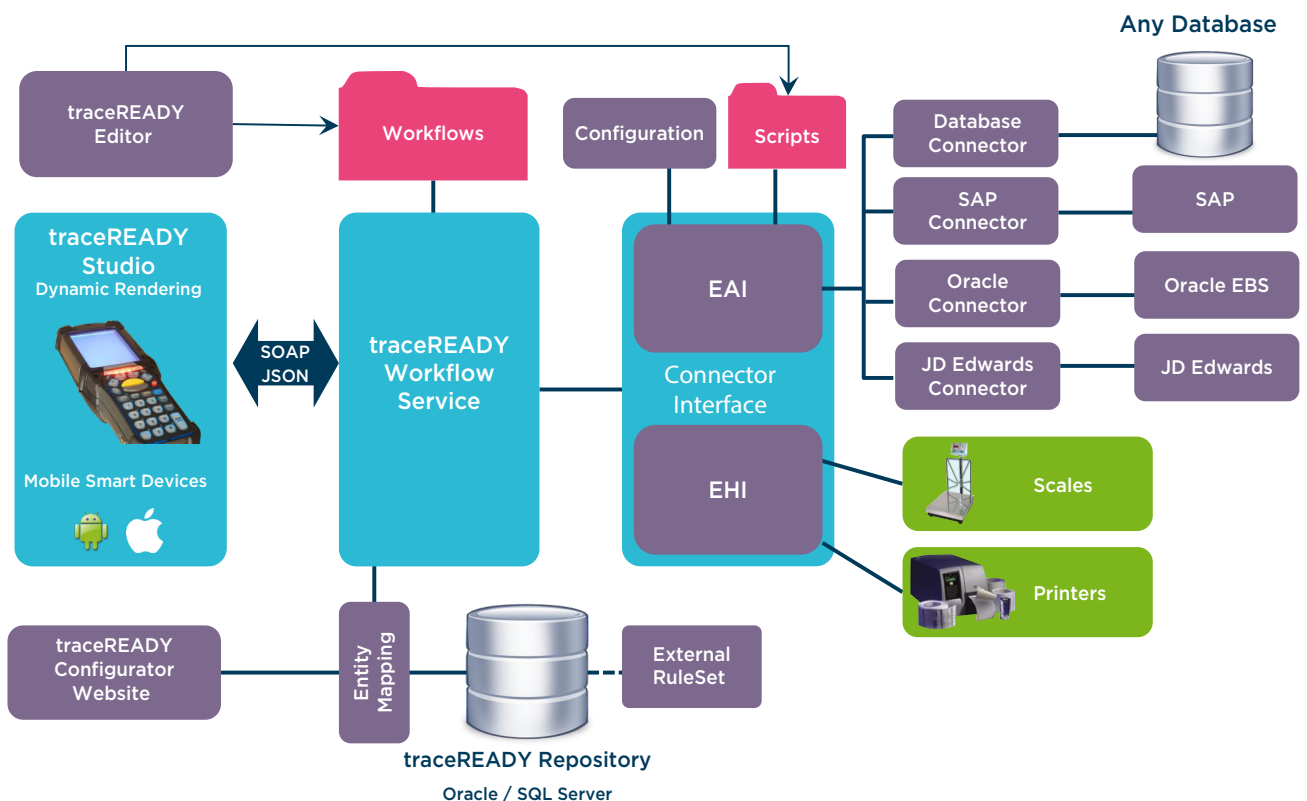 Any Database
traceREADY
Editor
Workflows
Configuration
Scripts
Database
Connector
SAP
Connector
SAP
Oracle
Connector
Oracle EBS
JD Edwards
Connector
JD Edwards
traceREADY
Studio
Dynamic Rendering
SOAP
JSON
Mobile Smart Devices
traceREADY
Workflow
Service
EAI
Connector
Interface
EHI
Scales
Printers
traceREADY
Configurator
Website
Entity
Mapping
External
RuleSet
traceREADY Repository
Oracle / SQL Server